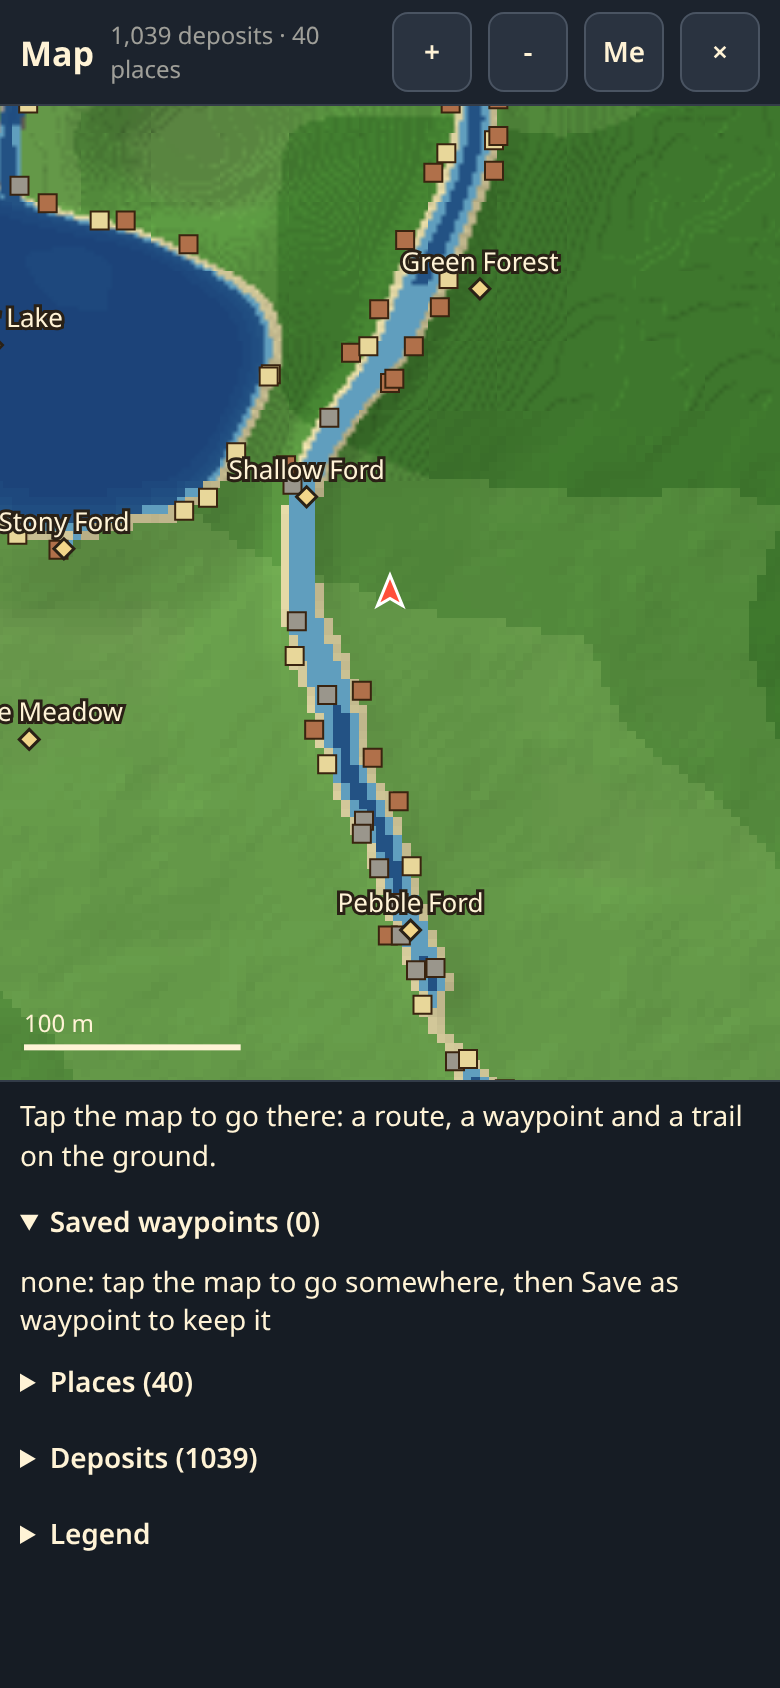 Map
1,039 deposits · 40
places
+
-
Me
×
Green Forest
Lake
Shallow Ford
Stony Ford
e Meadow
Pebble Ford
100 m
Tap the map to go there: a route, a waypoint and a trail
on the ground.
▼ Saved waypoints (0)
none: tap the map to go somewhere, then Save as
waypoint to keep it
▶ Places (40)
▶ Deposits (1039)
▶ Legend